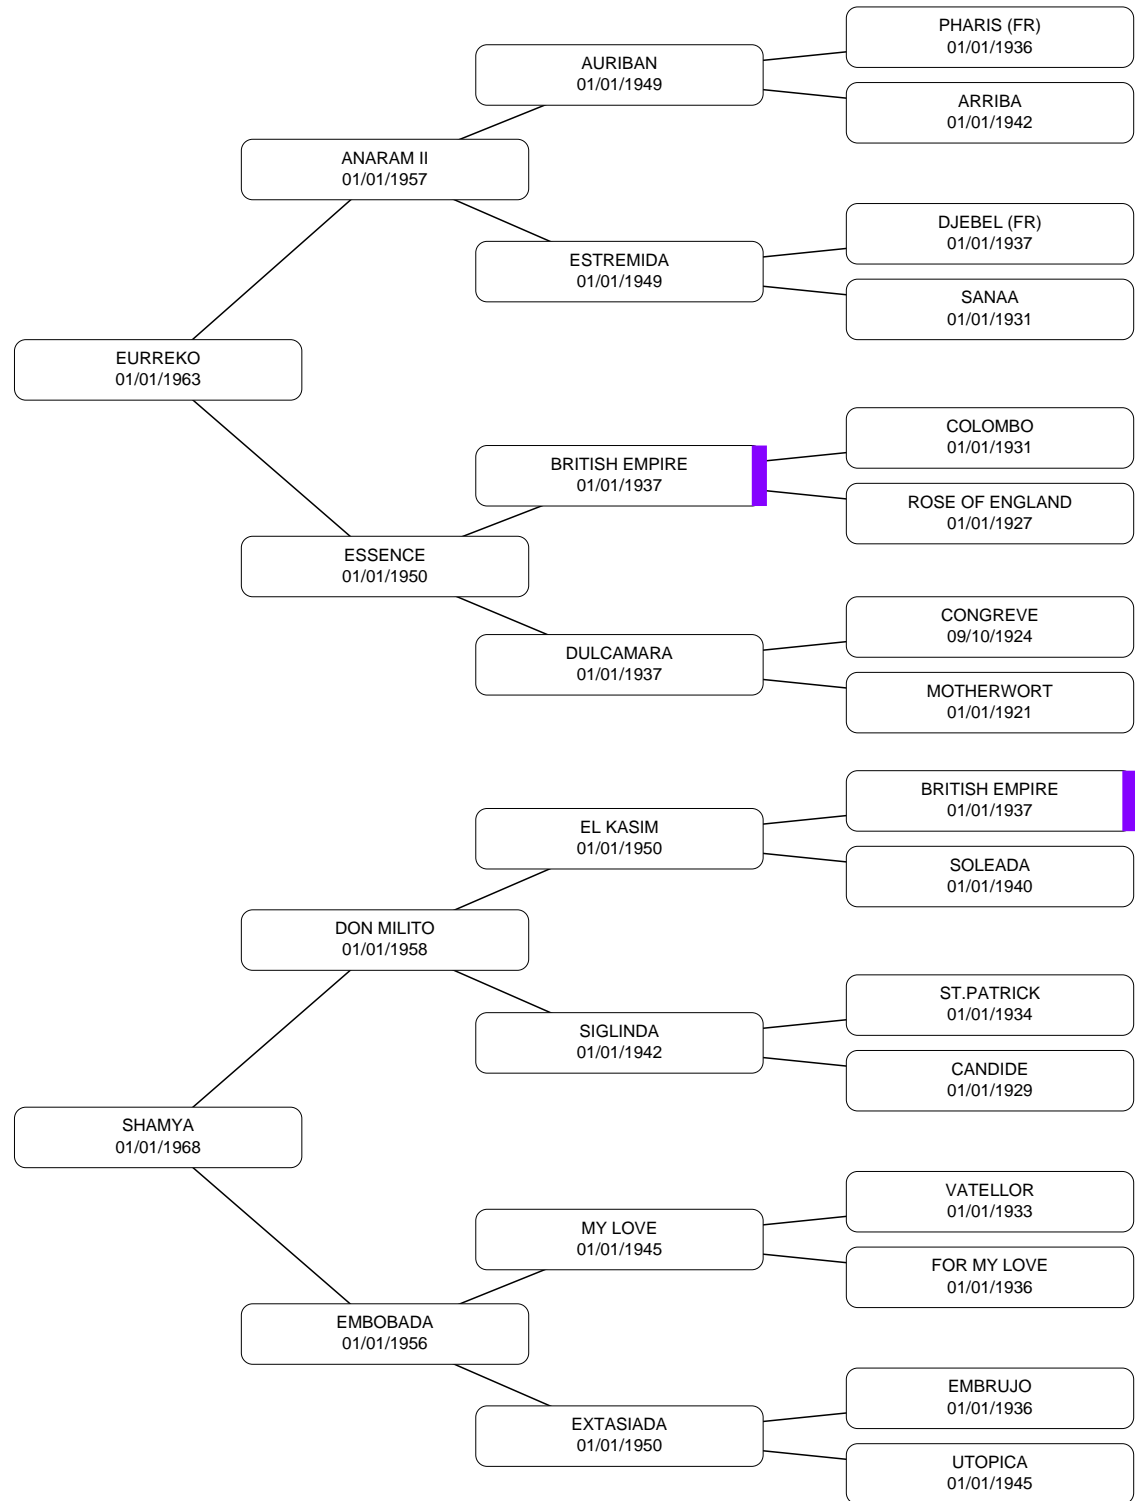 PHARIS (FR)
01/01/1936
AURIBAN
01/01/1949
ARRIBA
01/01/1942
ANARAM II
01/01/1957
DJEBEL (FR)
01/01/1937
ESTREMIDA
01/01/1949
SANAA
01/01/1931
EURREKO
01/01/1963
COLOMBO
01/01/1931
BRITISH EMPIRE
01/01/1937
ROSE OF ENGLAND
01/01/1927
ESSENCE
01/01/1950
CONGREVE
09/10/1924
DULCAMARA
01/01/1937
MOTHERWORT
01/01/1921
BRITISH EMPIRE
01/01/1937
EL KASIM
01/01/1950
SOLEADA
01/01/1940
DON MILITO
01/01/1958
ST.PATRICK
01/01/1934
SIGLINDA
01/01/1942
CANDIDE
01/01/1929
SHAMYA
01/01/1968
VATELLOR
01/01/1933
MY LOVE
01/01/1945
FOR MY LOVE
01/01/1936
EMBOBADA
01/01/1956
EMBRUJO
01/01/1936
EXTASIADA
01/01/1950
UTOPICA
01/01/1945